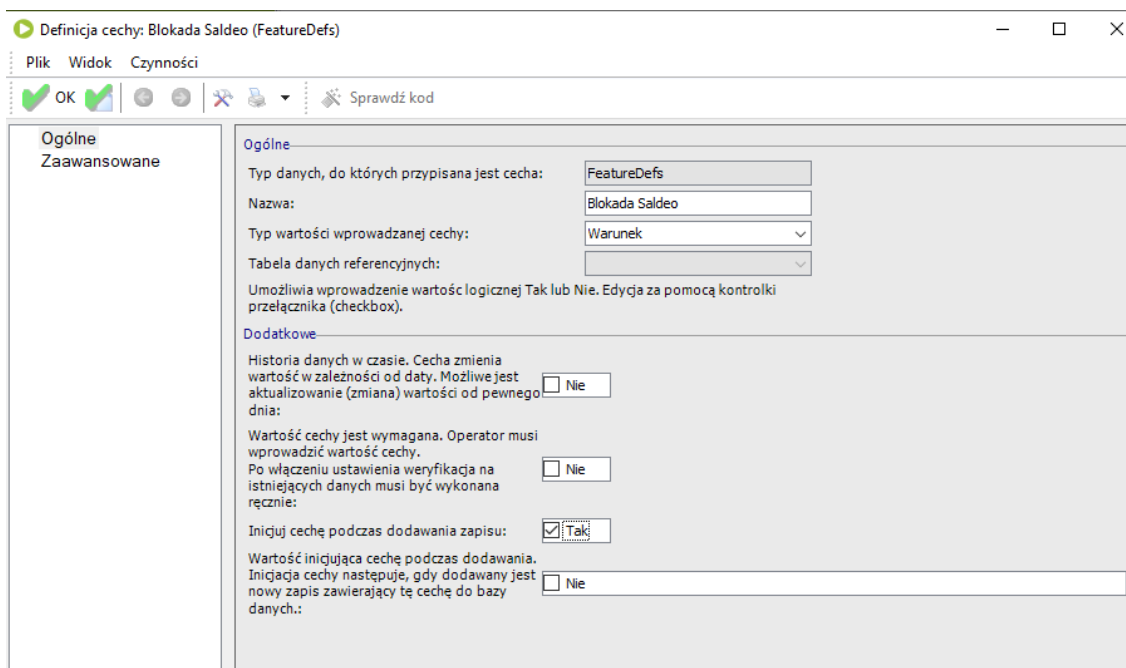 Definicja cechy: Blokada Saldeo (FeatureDefs)
Plik Widok Czynności
OK Sprawdź kod
Ogólne
Zaawansowane
Ogólne
Typ danych, do których przypisana jest cecha: FeatureDefs
Nazwa: Blokada Saldeo
Typ wartości wprowadzanej cechy: Warunek
Tabela danych referencyjnych:
Umożliwia wprowadzenie wartośc logicznej Tak lub Nie. Edycja za pomocą kontrolki
przełącznika (checkbox).
Dodatkowe
Historia danych w czasie. Cecha zmienia
wartość w zależności od daty. Możliwe jest
aktualizowanie (zmiana) wartości od pewnego
dnia:
Nie
Wartość cechy jest wymagana. Operator musi
wprowadzić wartość cechy.
Po włączeniu ustawienia weryfikacja na
istniejących danych musi być wykonana
ręcznie:
Nie
Inicjuj cechę podczas dodawania zapisu: Tak
Wartość inicjująca cechę podczas dodawania.
Inicjacja cechy następuje, gdy dodawany jest
nowy zapis zawierający tę cechę do bazy
danych.:
Nie